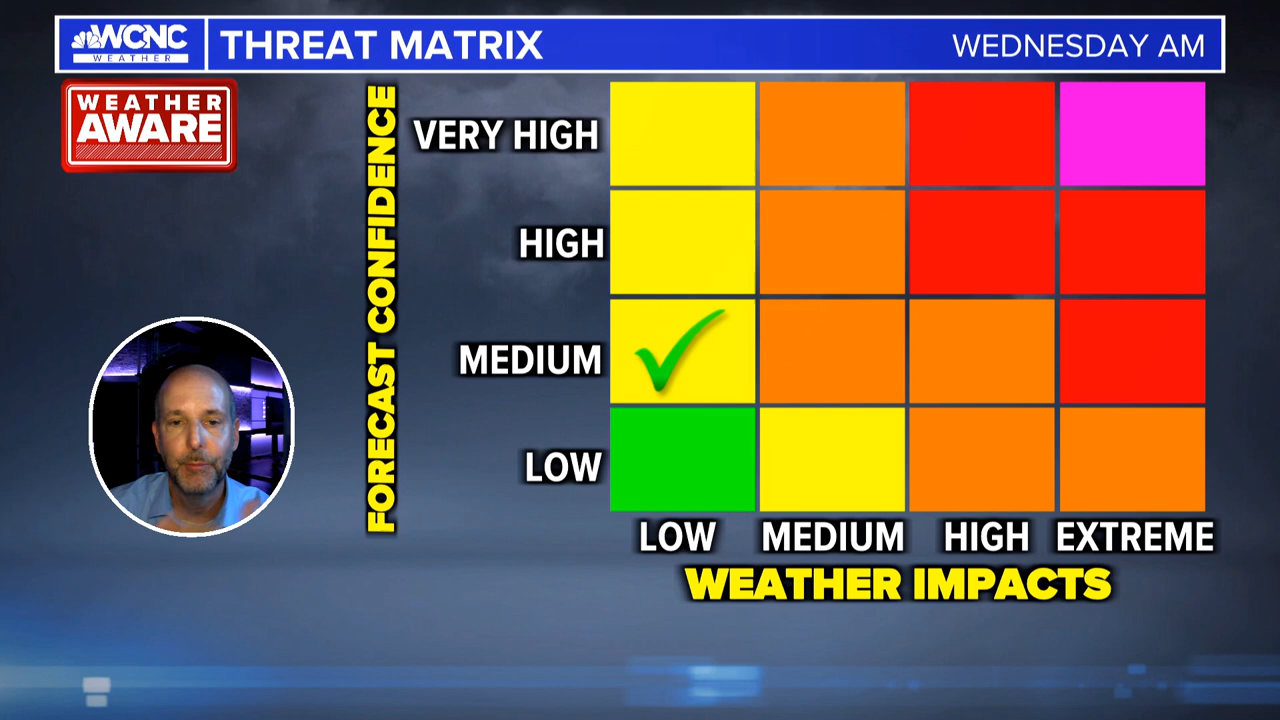 WCNC
WEATHER
THREAT MATRIX
WEDNESDAY AM
WEATHER
AWARE
FORECAST CONFIDENCE
VERY HIGH
HIGH
MEDIUM
LOW
LOW MEDIUM HIGH EXTREME
WEATHER IMPACTS